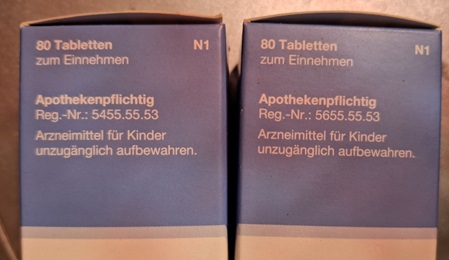 80 Tabletten N1
zum Einnehmen
Apothekenpflichtig
Reg.-Nr.: 5455.55.53
Arzneimittel für Kinder
unzugänglich aufbewahren.
80 Tabletten N1
zum Einnehmen
Apothekenpflichtig
Reg.-Nr.: 5655.55.53
Arzneimittel für Kinder
unzugänglich aufbewahren.